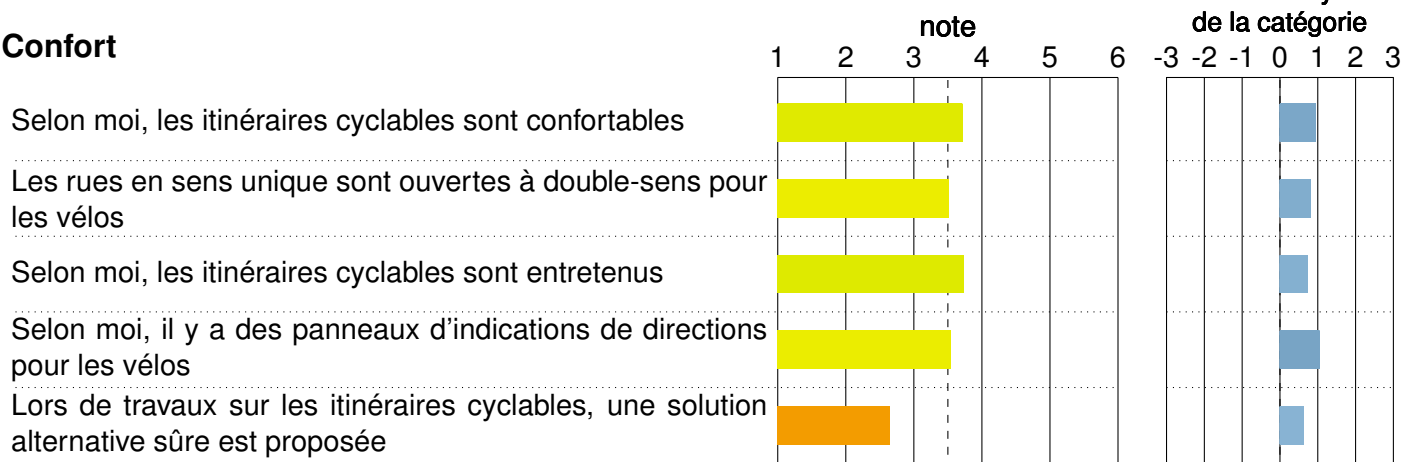 note
de la catégorie
Confort
1 2 3 4 5 6 -3 -2 -1 0 1 2 3
Selon moi, les itinéraires cyclables sont confortables
Les rues en sens unique sont ouvertes à double-sens pour
les vélos
Selon moi, les itinéraires cyclables sont entretenus
Selon moi, il y a des panneaux d'indications de directions
pour les vélos
Lors de travaux sur les itinéraires cyclables, une solution
alternative sûre est proposée